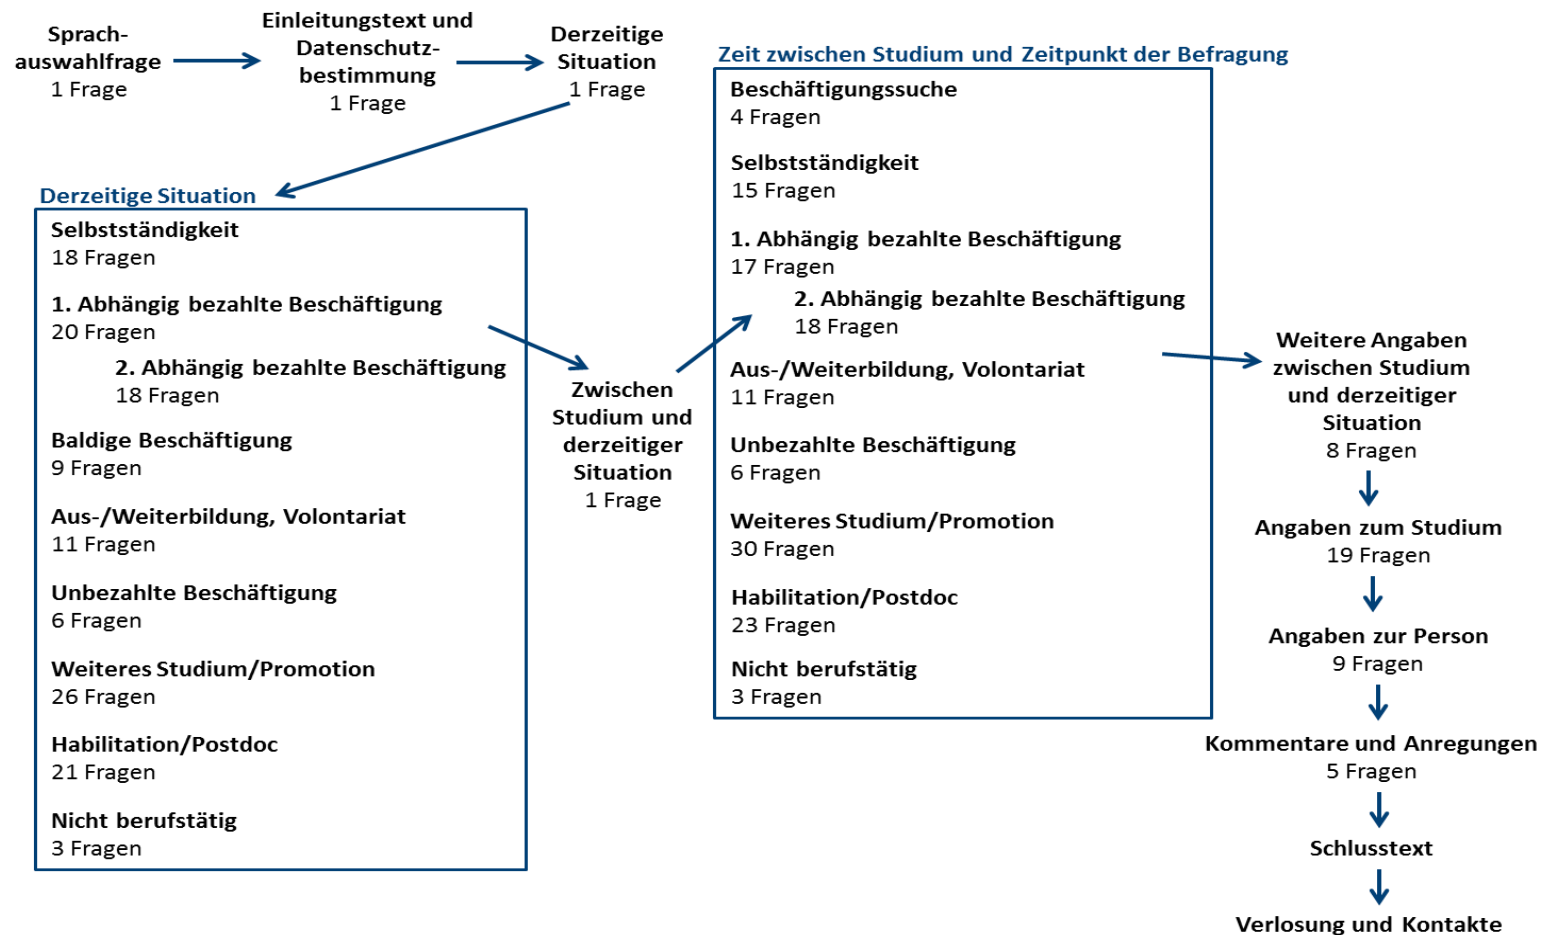 Sprach-
auswahlfrage
1 Frage
Einleitungstext und
Datenschutz-
bestimmung
1 Frage
Derzeitige
Situation
1 Frage
Derzeitige Situation
Selbstständigkeit
18 Fragen
1. Abhängig bezahlte Beschäftigung
20 Fragen
2. Abhängig bezahlte Beschäftigung
18 Fragen
Baldige Beschäftigung
9 Fragen
Aus-/Weiterbildung, Volontariat
11 Fragen
Unbezahlte Beschäftigung
6 Fragen
Weiteres Studium/Promotion
26 Fragen
Habilitation/Postdoc
21 Fragen
Nicht berufstätig
3 Fragen
Zwischen
Studium und
derzeitiger
Situation
1 Frage
Zeit zwischen Studium und Zeitpunkt der Befragung
Beschäftigungssuche
4 Fragen
Selbstständigkeit
15 Fragen
1. Abhängig bezahlte Beschäftigung
17 Fragen
2. Abhängig bezahlte Beschäftigung
18 Fragen
Aus-/Weiterbildung, Volontariat
11 Fragen
Unbezahlte Beschäftigung
6 Fragen
Weiteres Studium/Promotion
30 Fragen
Habilitation/Postdoc
23 Fragen
Nicht berufstätig
3 Fragen
Weitere Angaben
zwischen Studium
und derzeitiger
Situation
8 Fragen
Angaben zum Studium
19 Fragen
Angaben zur Person
9 Fragen
Kommentare und Anregungen
5 Fragen
Schlusstext
Verlosung und Kontakte